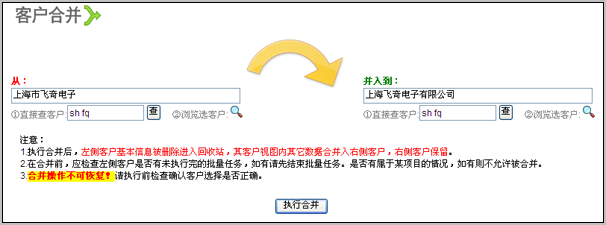 客户合并
从：
并入到：
上海市飞奇电子
上海飞奇电子有限公司
①直接查客户: sh fq 查 ②浏览选客户:
①直接查客户: sh fq 查 ②浏览选客户:
注意：
1.执行合并后，左侧客户基本信息被删除进入回收站，其客户视图内其它数据合并入右侧客户，右侧客户保留。
2.在合并前，应检查左侧客户是否有未执行完的批量任务，如有请先结束批量任务。是否有属于某项目的情况，如有则不允许被合并。
3.合并操作不可恢复！请执行前检查确认客户选择是否正确。
执行合并